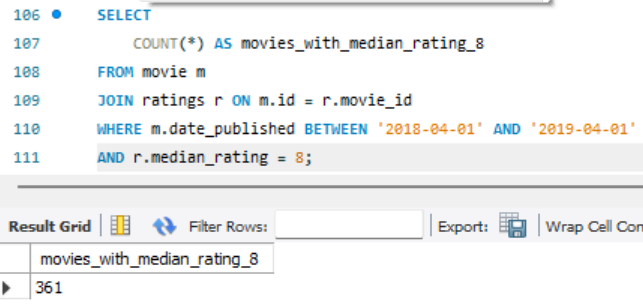 106 SELECT
107 COUNT(*) AS movies_with_median_rating_8
108 FROM movie m
109 JOIN ratings r ON m.id = r.movie_id
110 WHERE m.date_published BETWEEN '2018-04-01' AND '2019-04-01'
111 AND r.median_rating = 8;
Result Grid Filter Rows: Export: Wrap Cell Con
movies_with_median_rating_8
361